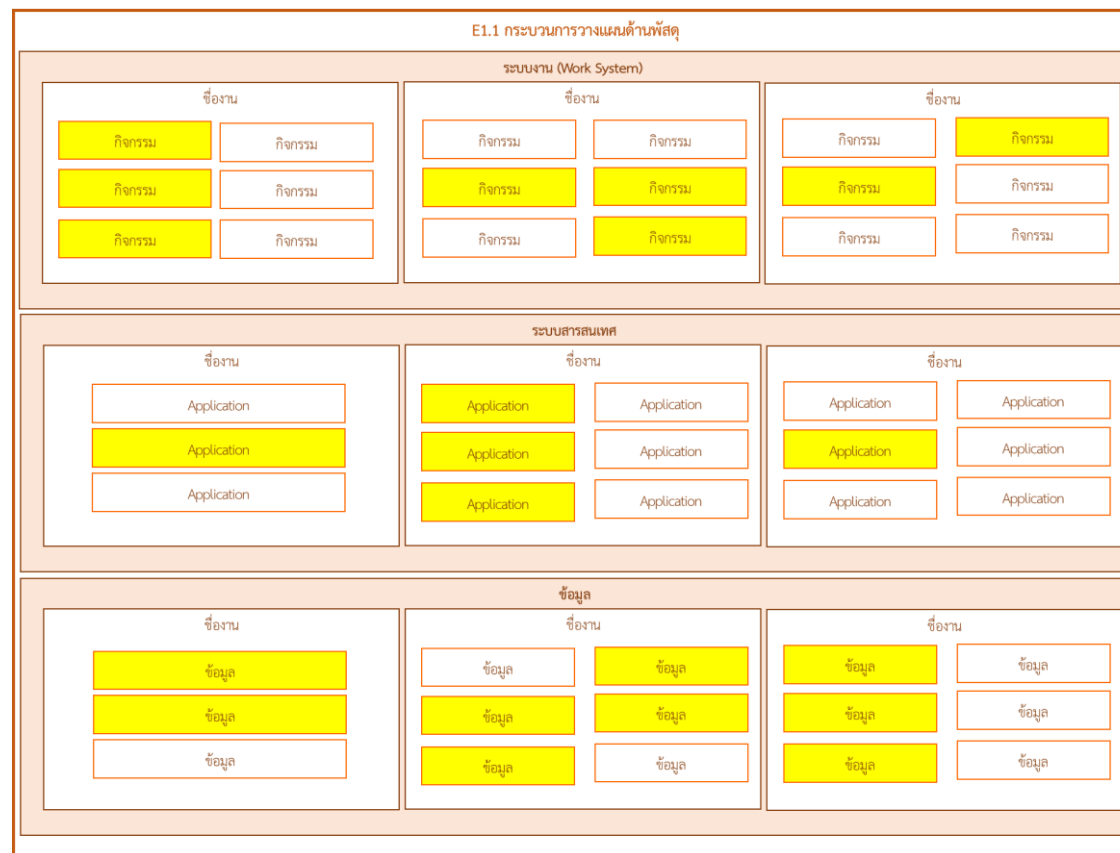 E1.1 กระบวนการวางแผนด้านพัสดุ
ระบบงาน (Work System)
ชื่องาน
กิจกรรม กิจกรรม
กิจกรรม กิจกรรม
กิจกรรม กิจกรรม
ชื่องาน
กิจกรรม กิจกรรม
กิจกรรม กิจกรรม
กิจกรรม กิจกรรม
ชื่องาน
กิจกรรม กิจกรรม
กิจกรรม กิจกรรม
กิจกรรม กิจกรรม
ระบบสารสนเทศ
ชื่องาน
Application
Application
Application
ชื่องาน
Application Application
Application Application
Application Application
ชื่องาน
Application Application
Application Application
Application Application
ข้อมูล
ชื่องาน
ข้อมูล
ข้อมูล
ข้อมูล
ชื่องาน
ข้อมูล ข้อมูล
ข้อมูล ข้อมูล
ข้อมูล ข้อมูล
ชื่องาน
ข้อมูล ข้อมูล
ข้อมูล ข้อมูล
ข้อมูล ข้อมูล